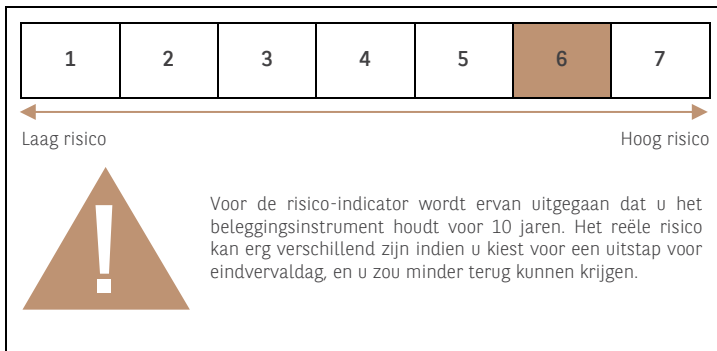 1 2 3 4 5 6 7
Laag risico Hoog risico
!
Voor de risico-indicator wordt ervan uitgegaan dat u het
beleggingsinstrument houdt voor 10 jaren. Het reële risico
kan erg verschillend zijn indien u kiest voor een uitstap voor
eindvervaldag, en u zou minder terug kunnen krijgen.